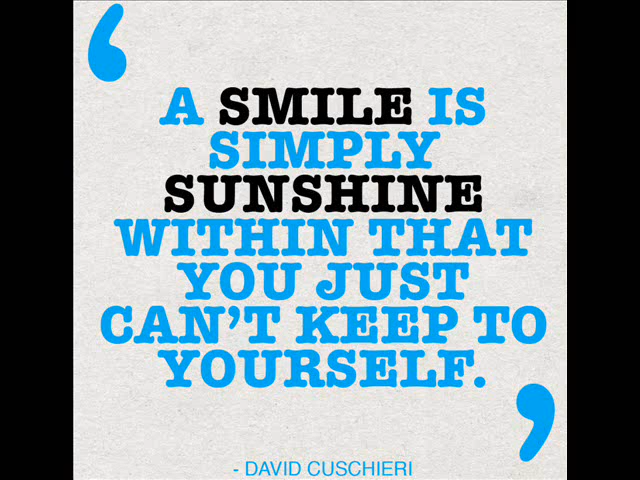 A SMILE IS
SIMPLY
SUNSHINE
WITHIN THAT
YOU JUST
CAN'T KEEP TO
YOURSELF.
- DAVID CUSCHIERI